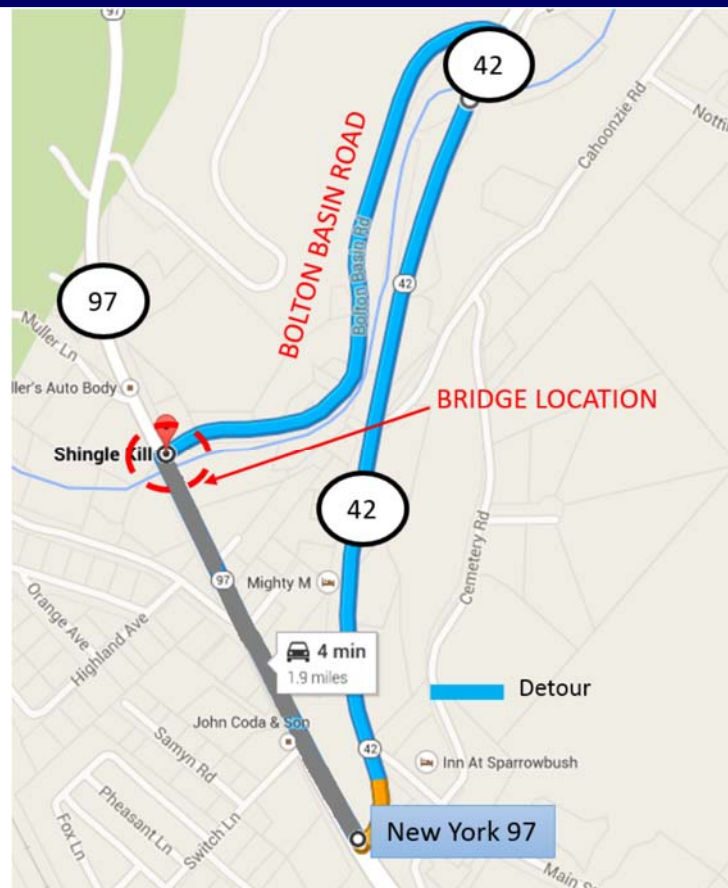 97
42
Cahoonzie Rd
BOLTON BASIN ROAD
Bolton Basin Rd
42
97
Muller Ln
ller's Auto Body
BRIDGE LOCATION
Shingle Kill
42
Cemetery Rd
97
Mighty M
Orange Ave
Highland Ave
4 min
1.9 miles
Detour
John Coda & Son
Samyn Rd
42
Inn At Sparrowbush
Pheasant Ln
Switch Ln
New York 97
Fox Ln
Main S